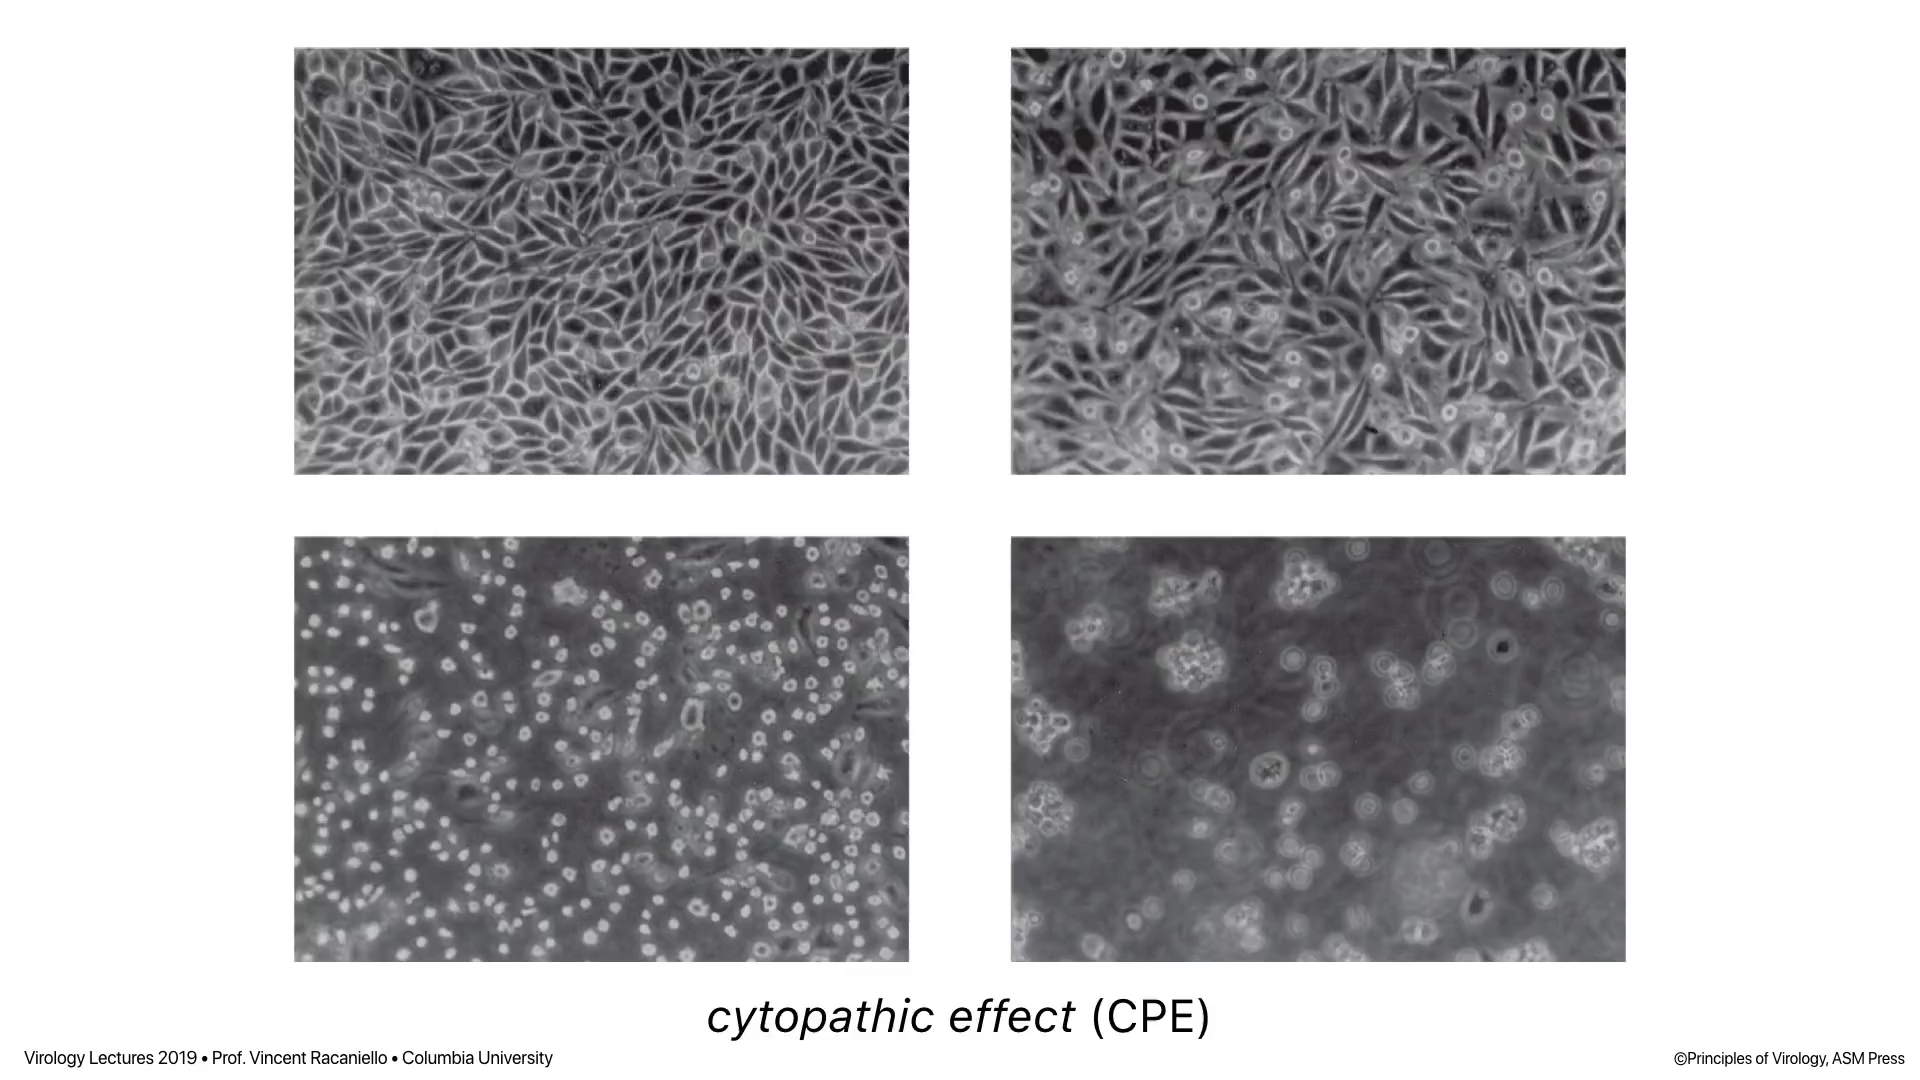 cytopathic effect (CPE)
Virology Lectures 2019 • Prof. Vincent Racaniello • Columbia University
©Principles of Virology, ASM Press